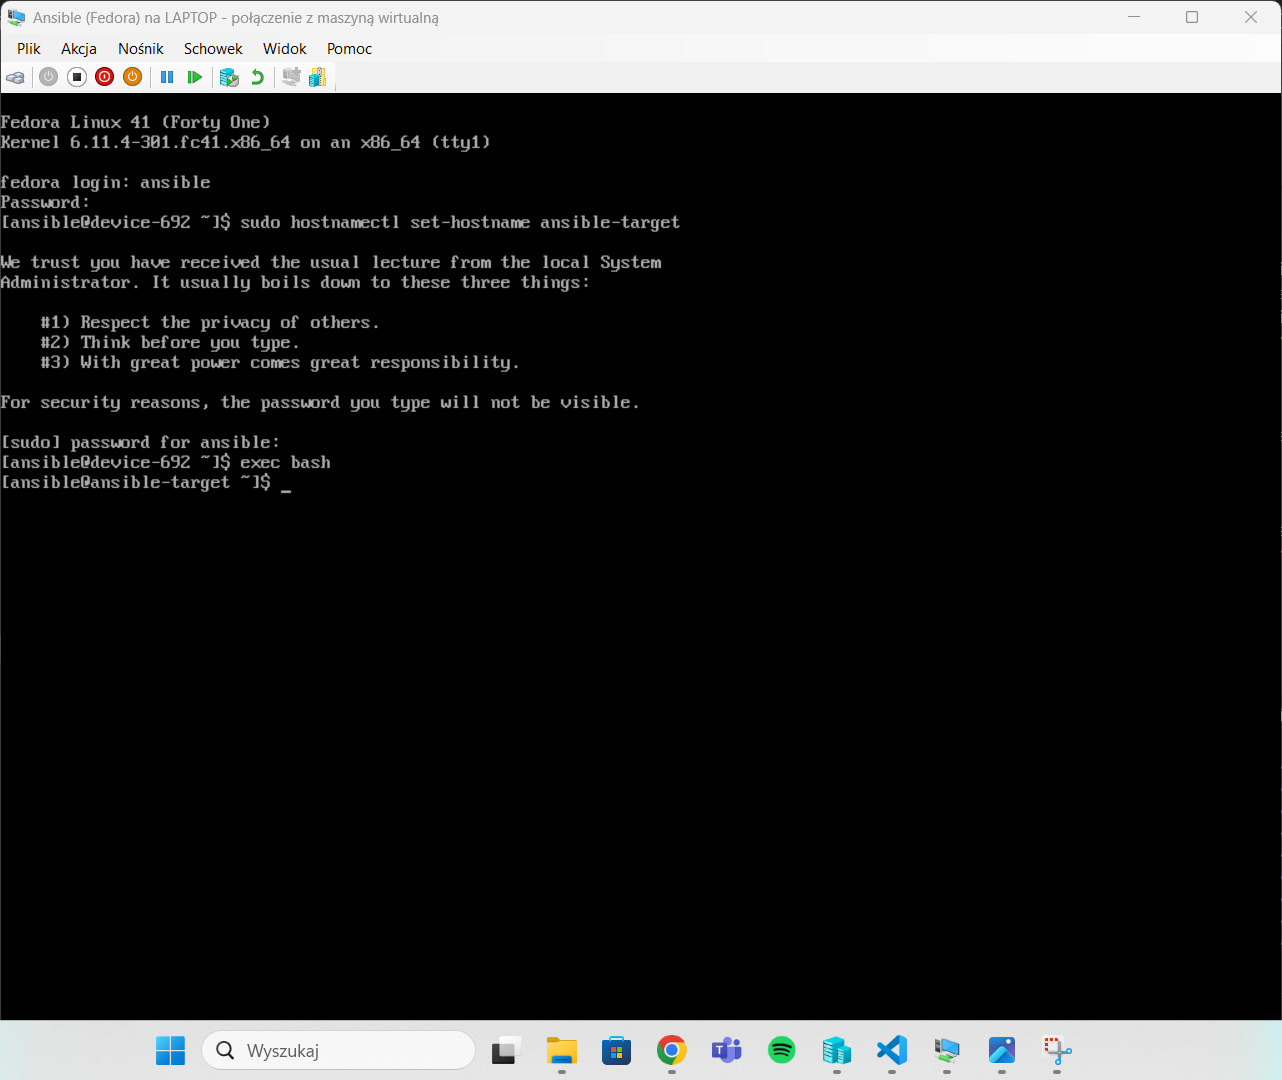 Ansible (Fedora) na LAPTOP - połączenie z maszyną wirtualną
Plik Akcja Nośnik Schowek Widok Pomoc
Fedora Linux 41 (Forty One)
Kernel 6.11.4-301.fc41.x86_64 on an x86_64 (tty1)
fedora login: ansible
Password:
[ansible@device-692 ~]$ sudo hostnamectl set-hostname ansible-target
We trust you have received the usual lecture from the local System
Administrator. It usually boils down to these three things:
#1) Respect the privacy of others.
#2) Think before you type.
#3) With great power comes great responsibility.
For security reasons, the password you type will not be visible.
[sudo] password for ansible:
[ansible@device-692 ~]$ exec bash
[ansible@ansible-target ~]$ _
Wyszukaj